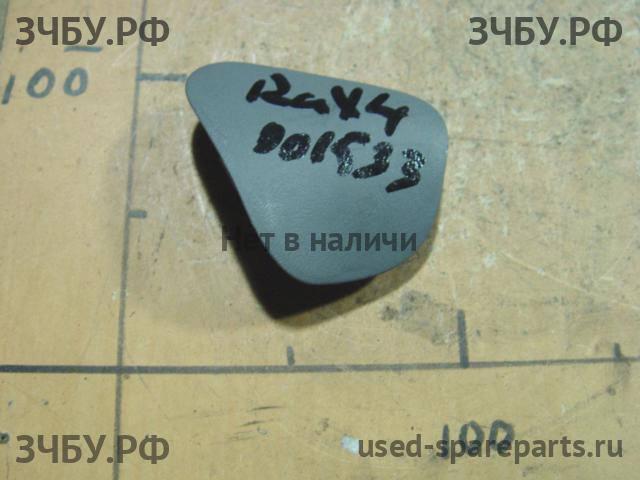 ЗЧБУ.РФ
ЗЧБУ.РФ
100
Rav4
001533
Нет в наличи
100
ЗЧБУ.РФ
used-spareparts.ru